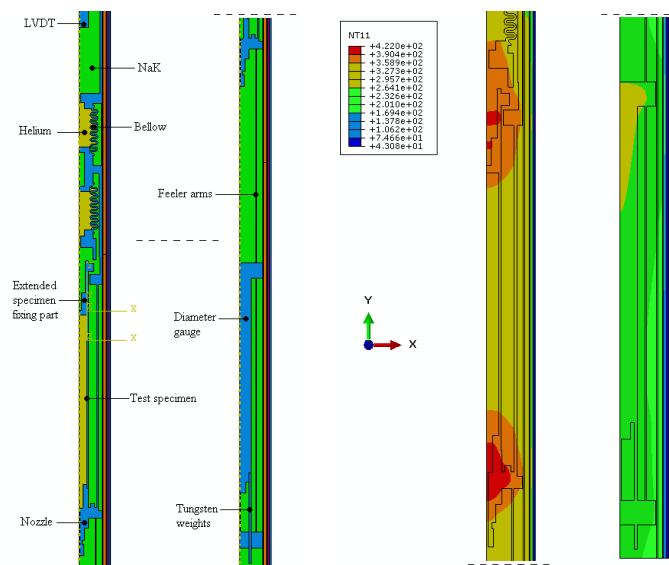 LVDT
NaK
Helium
Bellow
Feeler arms
Extended
specimen
fixing part
X
X
Diameter
gauge
Test specimen
Nozzle
Tungsten
weights
NT11
+4.220e+02
+3.904e+02
+3.589e+02
+3.273e+02
+2.957e+02
+2.641e+02
+2.326e+02
+2.010e+02
+1.694e+02
+1.378e+02
+1.062e+02
+7.466e+01
+4.308e+01
Y
X